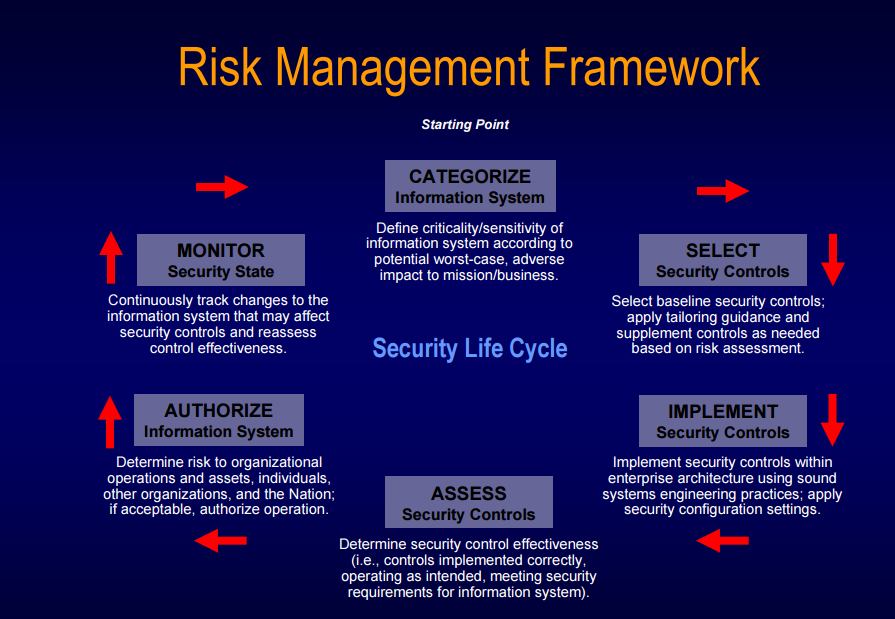 Risk Management Framework
Starting Point
CATEGORIZE
Information System
Define criticality/sensitivity of
information system according to
potential worst-case, adverse
impact to mission/business.
SELECT
Security Controls
Select baseline security controls;
apply tailoring guidance and
supplement controls as needed
based on risk assessment.
IMPLEMENT
Security Controls
Implement security controls within
enterprise architecture using sound
systems engineering practices; apply
security configuration settings.
ASSESS
Security Controls
Determine security control effectiveness
(i.e., controls implemented correctly,
operating as intended, meeting security
requirements for information system).
AUTHORIZE
Information System
Determine risk to organizational
operations and assets, individuals,
other organizations, and the Nation;
if acceptable, authorize operation.
MONITOR
Security State
Continuously track changes to the
information system that may affect
security controls and reassess
control effectiveness.
Security Life Cycle